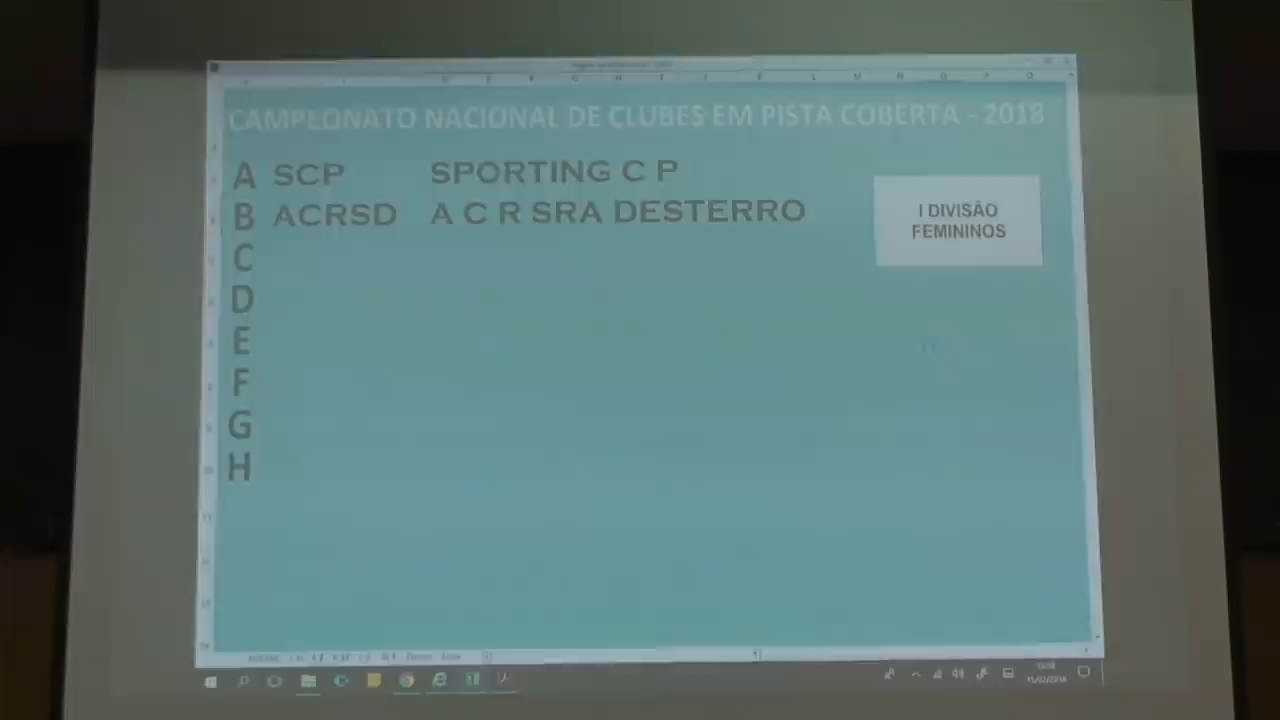 CAMPEONATO NACIONAL DE CLUBES EM PISTA COBERTA - 2018
A SCP SPORTING C P
B ACRSD A C R SRA DESTERRO
I DIVISÃO
FEMININOS
C
D
E
F
G
H